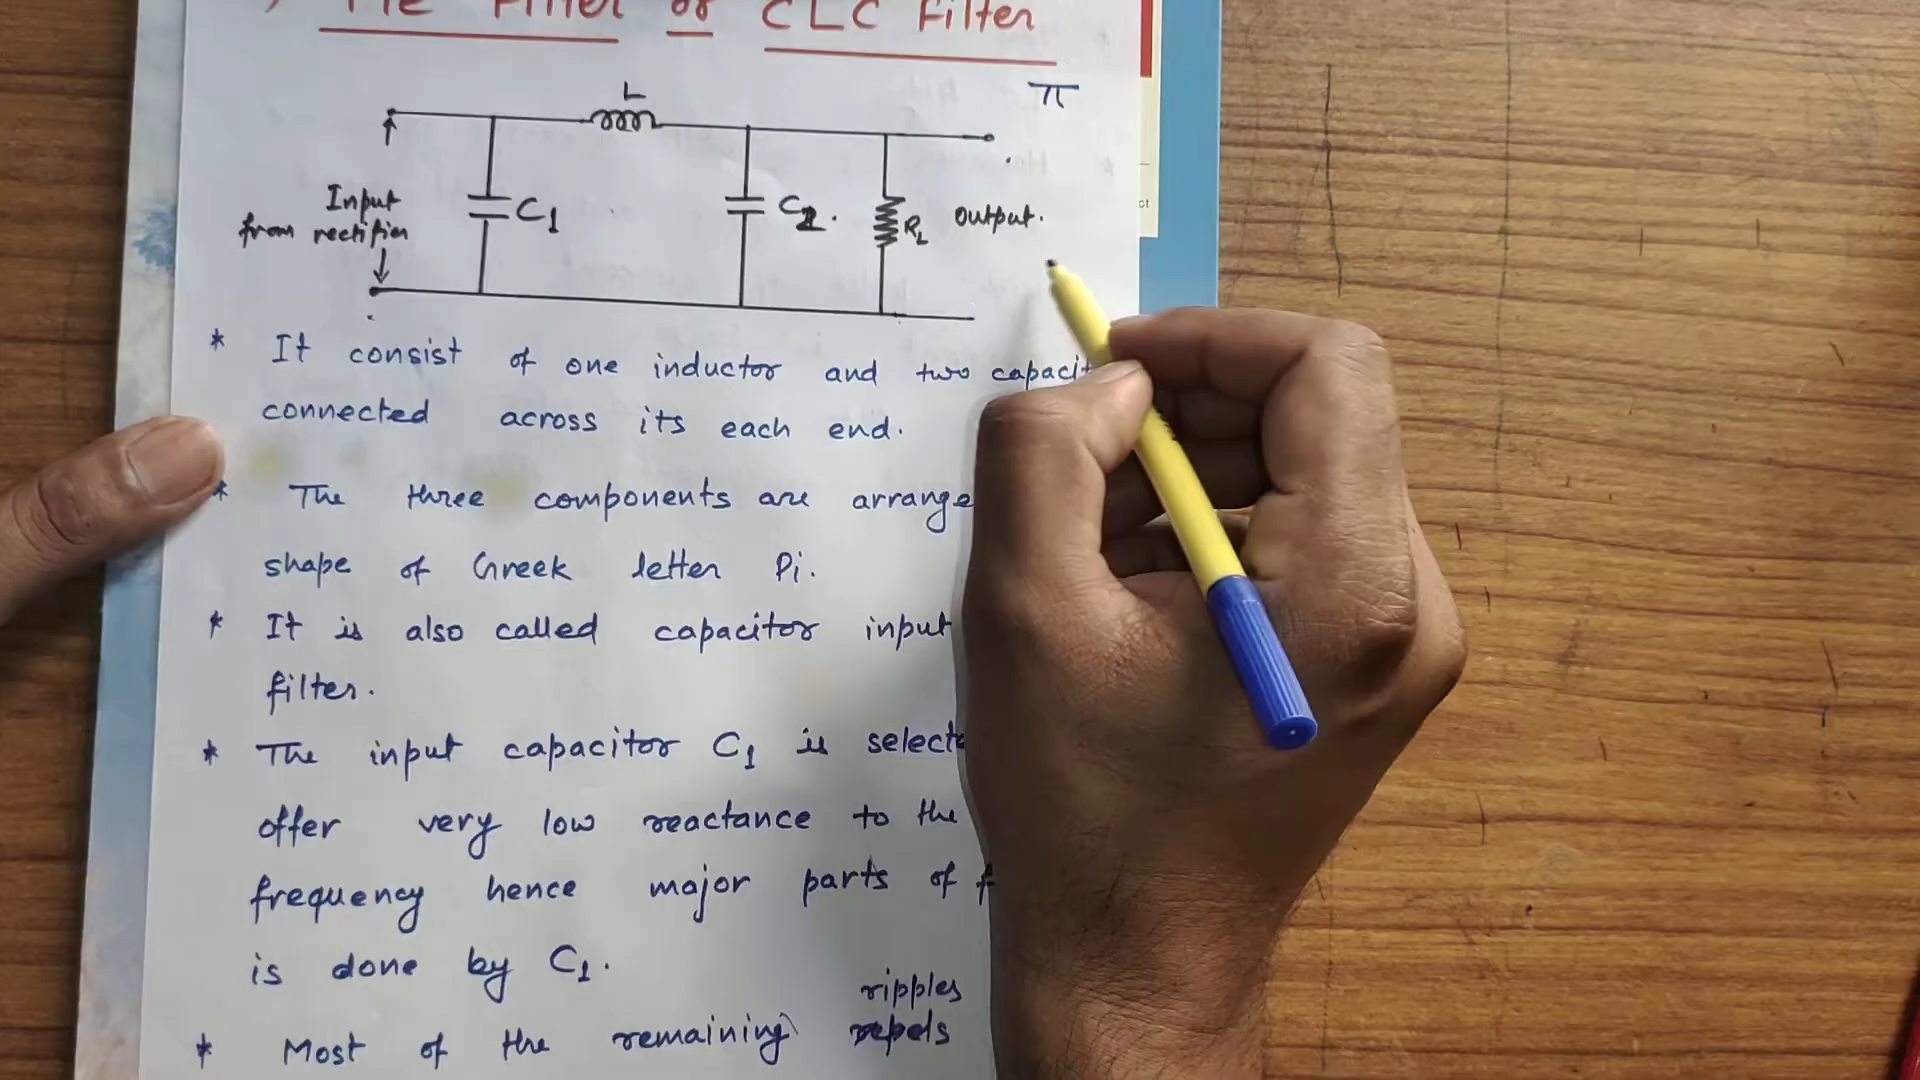 Filter or CLC Filter
π
L
Input
from rectifier
C1
C2.
RL
output.
* It consist of one inductor and two
connected across its each end.
* The three components are
shape of Greek letter Pi.
* It is also called capacitor input
filter.
* The input capacitor C1 is
offer very low reactance to the
frequency hence major parts of
is done by C1.
ripples
* Most of the remaining